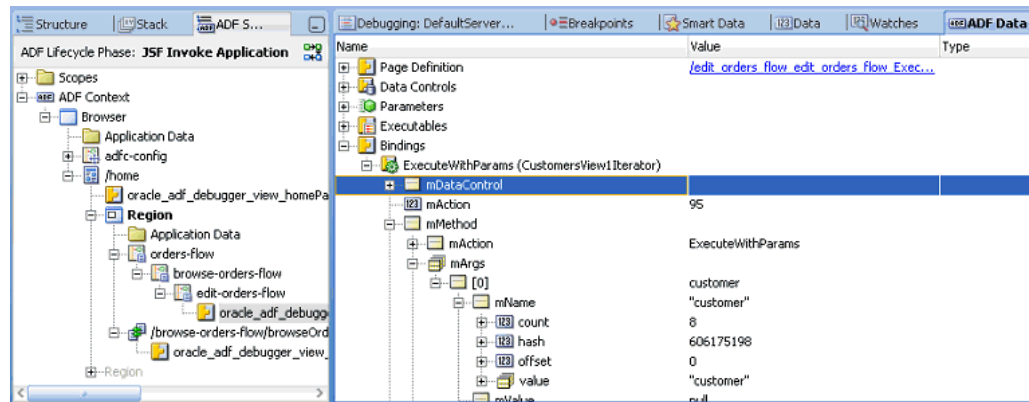 Structure
Stack
ADF S...
Debugging: DefaultServer...
Breakpoints
Smart Data
Data
Watches
ADF Data
ADF Lifecycle Phase: JSF Invoke Application
Scopes
ADF Context
Browser
Application Data
adfc-config
/home
oracle_adf_debugger_view_homePa
Region
Application Data
orders-flow
browse-orders-flow
edit-orders-flow
oracle_adf_debugge
/browse-orders-flow/browseOrd
oracle_adf_debugger_view_
Region
Name Value Type
Page Definition /edit_orders_flow_edit_orders_flow_Exec...
Data Controls
Parameters
Executables
Bindings
ExecuteWithParams (CustomersView1Iterator)
mDataControl
mAction 95
mMethod
mAction ExecuteWithParams
mArgs
[0] customer
mName "customer"
count 8
hash 606175198
offset 0
value "customer"
mValue null